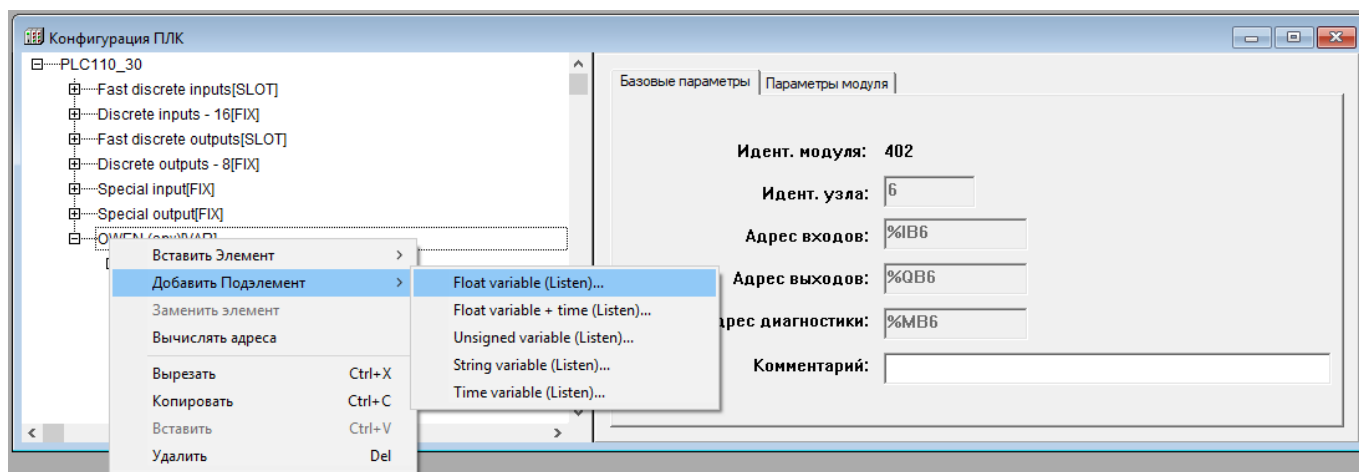 Конфигурация ПЛК
PLC110_30
Fast discrete inputs[SLOT]
Discrete inputs - 16[FIX]
Fast discrete outputs[SLOT]
Discrete outputs - 8[FIX]
Special input[FIX]
Special output[FIX]
Вставить Элемент
Добавить Подэлемент
Заменить элемент
Вычислять адреса
Вырезать Ctrl+X
Копировать Ctrl+C
Вставить Ctrl+V
Удалить Del
Float variable (Listen)...
Float variable + time (Listen)...
Unsigned variable (Listen)...
String variable (Listen)...
Time variable (Listen)...
Базовые параметры Параметры модуля
Идент. модуля: 402
Идент. узла: 6
Адрес входов: %IB6
Адрес выходов: %QB6
диагностики: %MB6
Комментарий: